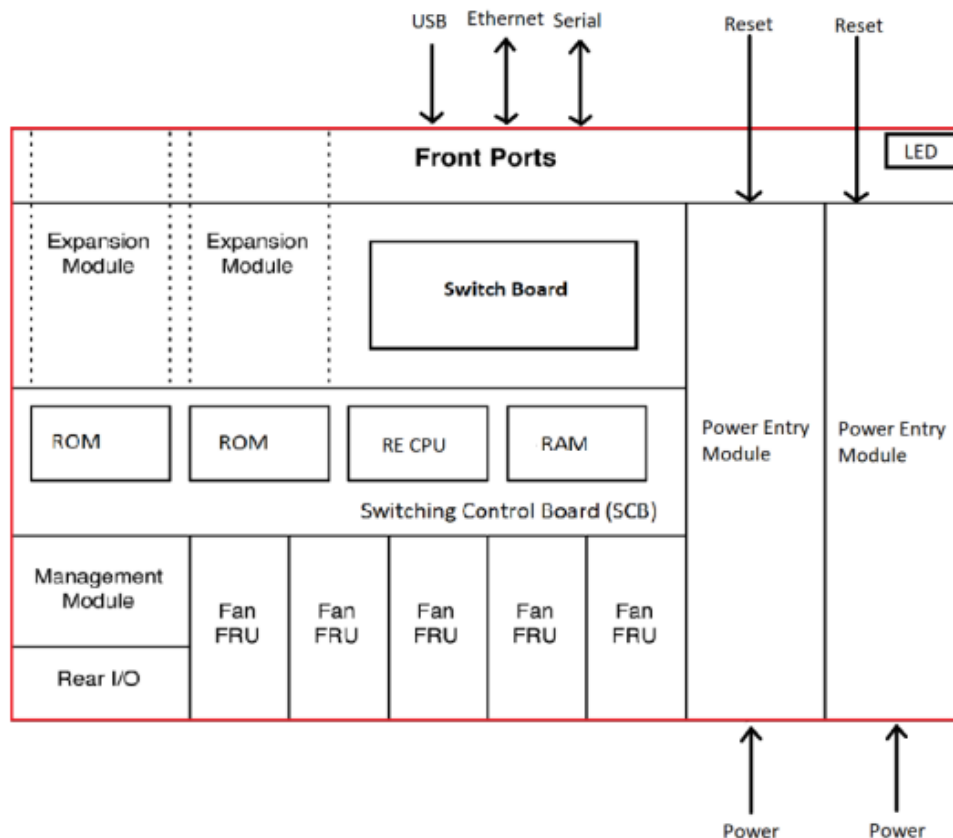 USB Ethernet Serial Reset Reset
Front Ports LED
Expansion
Module
Expansion
Module
Switch Board
Power Entry
Module
Power Entry
Module
ROM ROM RE CPU RAM
Switching Control Board (SCB)
Management
Module
Rear I/O
Fan
FRU
Fan
FRU
Fan
FRU
Fan
FRU
Fan
FRU
Power Power